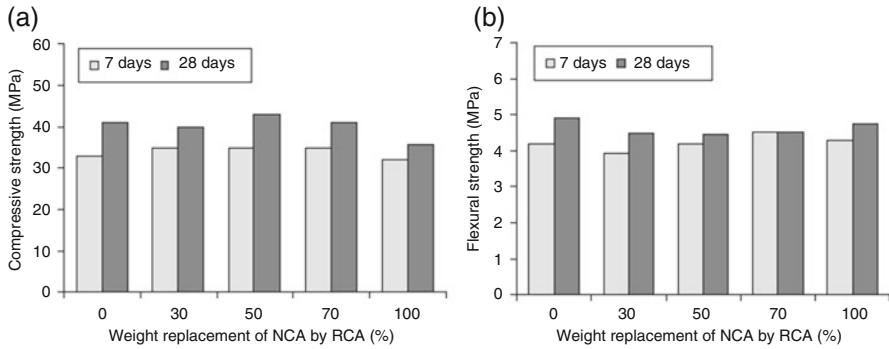 (a)
60
50
40
30
20
10
0
Compressive strength (MPa)
7 days 28 days
0 30 50 70 100
Weight replacement of NCA by RCA (%)
(b)
7
6
5
4
3
2
1
0
Flexural strength (MPa)
7 days 28 days
0 30 50 70 100
Weight replacement of NCA by RCA (%)